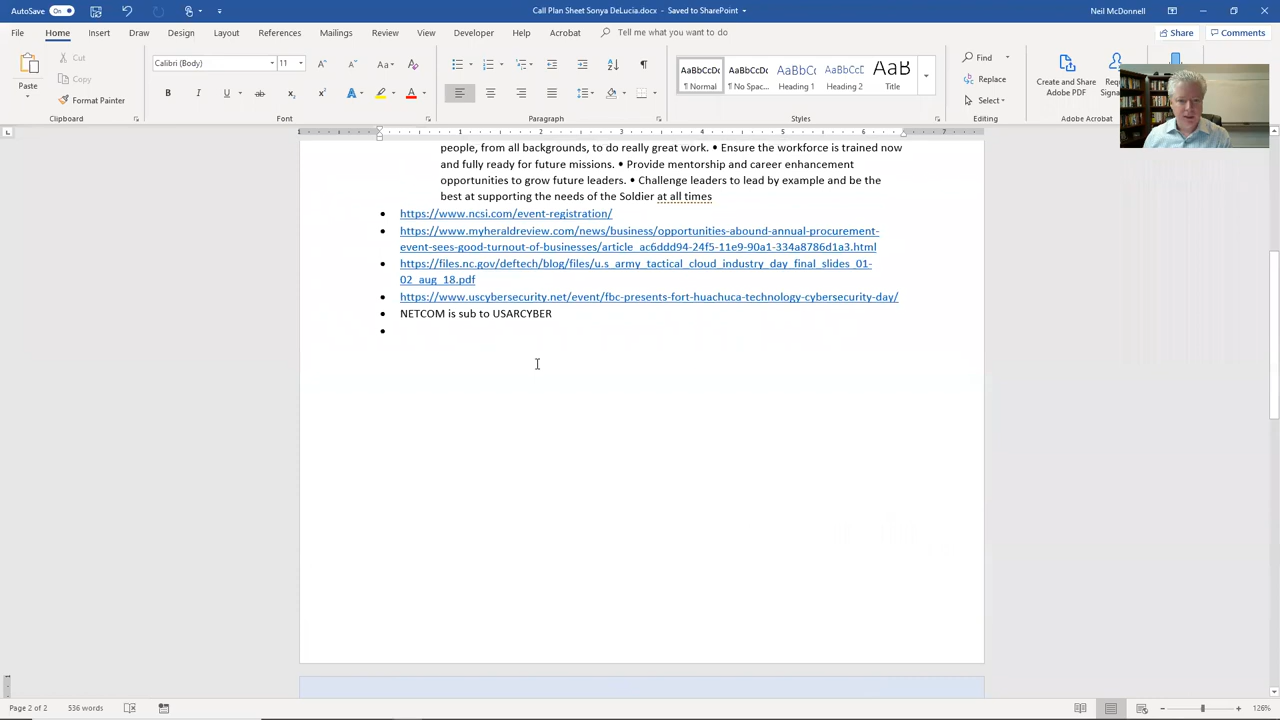 AutoSave On
Call Plan Sheet Sonya DeLucia.docx - Saved to SharePoint
Neil McDonnell
File Home Insert Draw Design Layout References Mailings Review View Developer Help Acrobat Tell me what you want to do Share Comments
Paste
Cut
Copy
Format Painter
Clipboard
Calibri (Body) 11
Font
Paragraph
AaBbCcDc AaBbCcDc AaBbCc AaBbCcD AaB
¶ Normal ¶ No Spac... Heading 1 Heading 2 Title
Styles
Find
Replace
Select
Editing
Create and Share
Adobe PDF
Adobe Acrobat
people, from all backgrounds, to do really great work. • Ensure the workforce is trained now
and fully ready for future missions. • Provide mentorship and career enhancement
opportunities to grow future leaders. • Challenge leaders to lead by example and be the
best at supporting the needs of the Soldier at all times
• https://www.ncsi.com/event-registration/
• https://www.myheraldreview.com/news/business/opportunities-abound-annual-procurement-
event-sees-good-turnout-of-businesses/article_ac6ddd94-24f5-11e9-90a1-334a8786d1a3.html
• https://files.nc.gov/deftech/blog/files/u.s_army_tactical_cloud_industry_day_final_slides_01-
02_aug_18.pdf
• https://www.uscybersecurity.net/event/fbc-presents-fort-huachuca-technology-cybersecurity-day/
• NETCOM is sub to USARCYBER
•
Page 2 of 2 536 words 126%